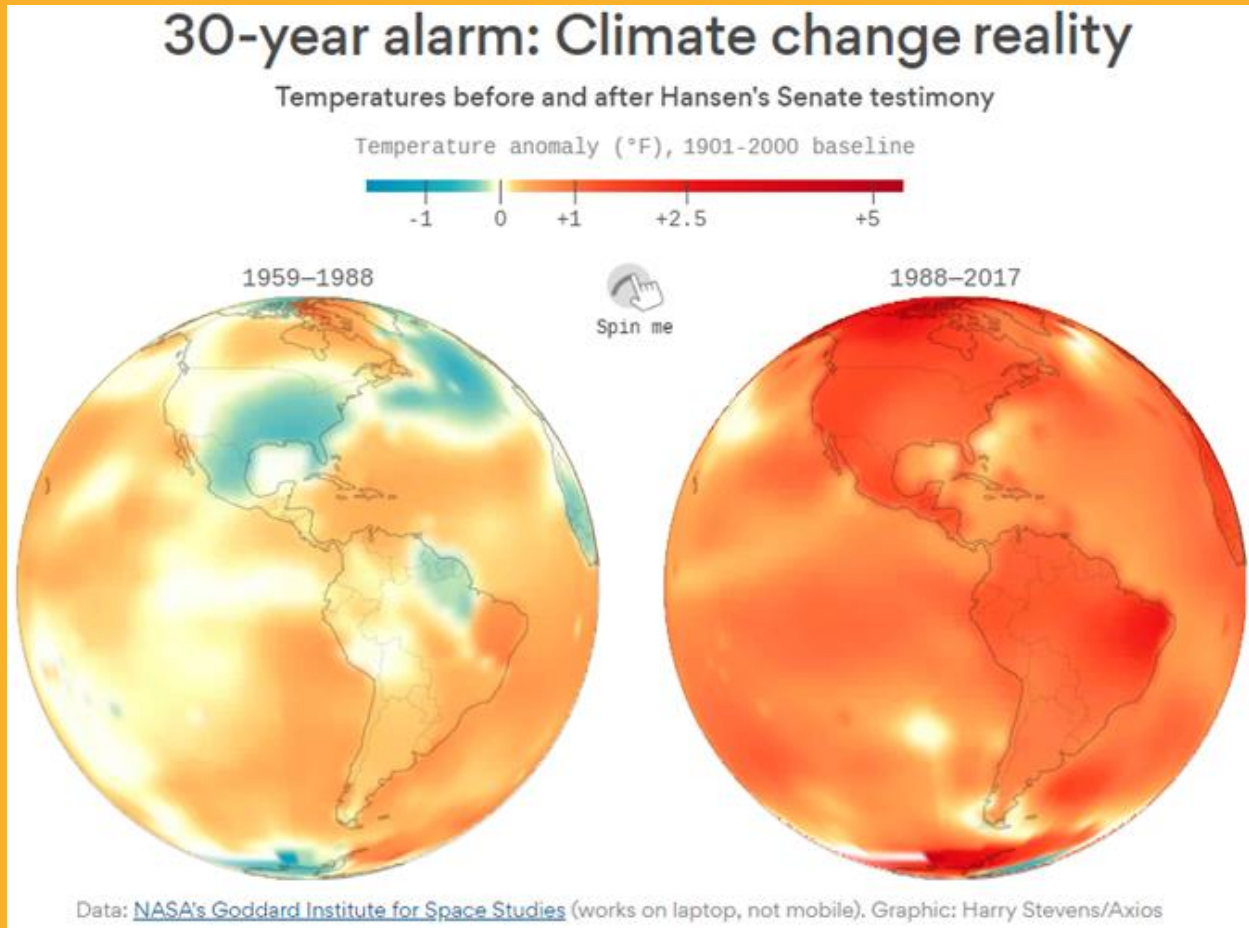 30-year alarm: Climate change reality
Temperatures before and after Hansen's Senate testimony
Temperature anomaly (°F), 1901-2000 baseline
-1 0 +1 +2.5 +5
1959–1988
1988–2017
Spin me
Data: NASA's Goddard Institute for Space Studies (works on laptop, not mobile). Graphic: Harry Stevens/Axios